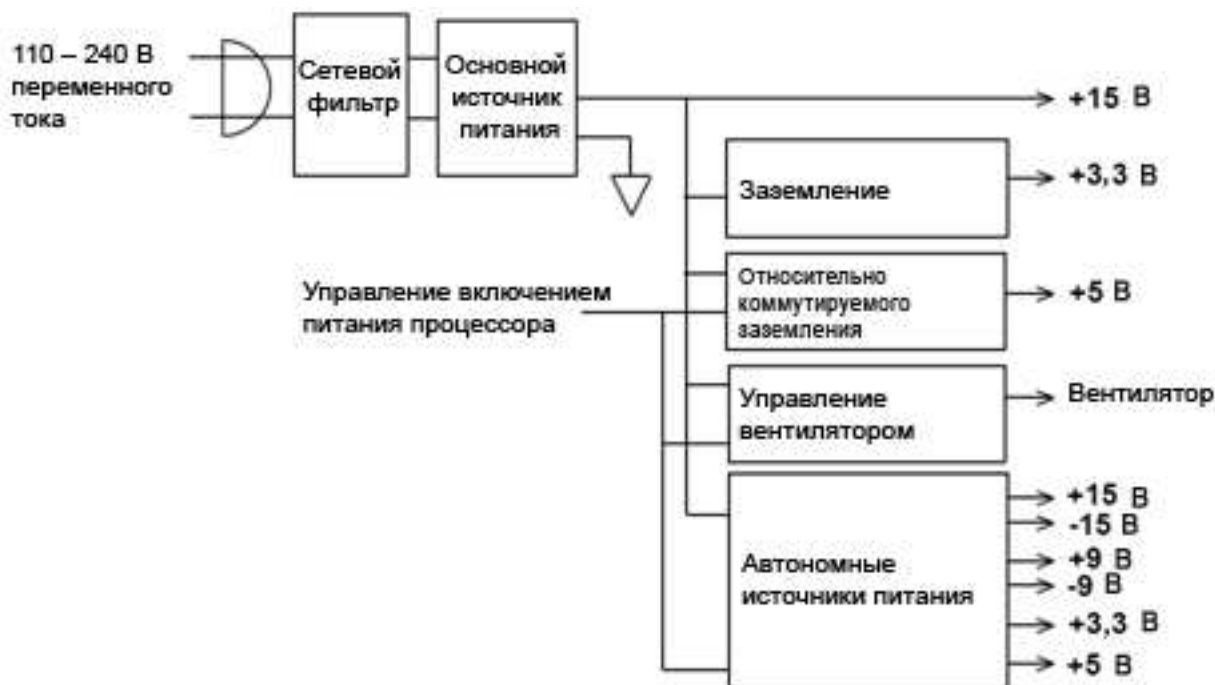 110 – 240 В
переменного
тока
Сетевой
фильтр
Основной
источник
питания
+15 В
Заземление
+3,3 В
Управление включением
питания процессора
Относительно
коммутируемого
заземления
+5 В
Управление
вентилятором
Вентилятор
Автономные
источники питания
+15 В
-15 В
+9 В
-9 В
+3,3 В
+5 В